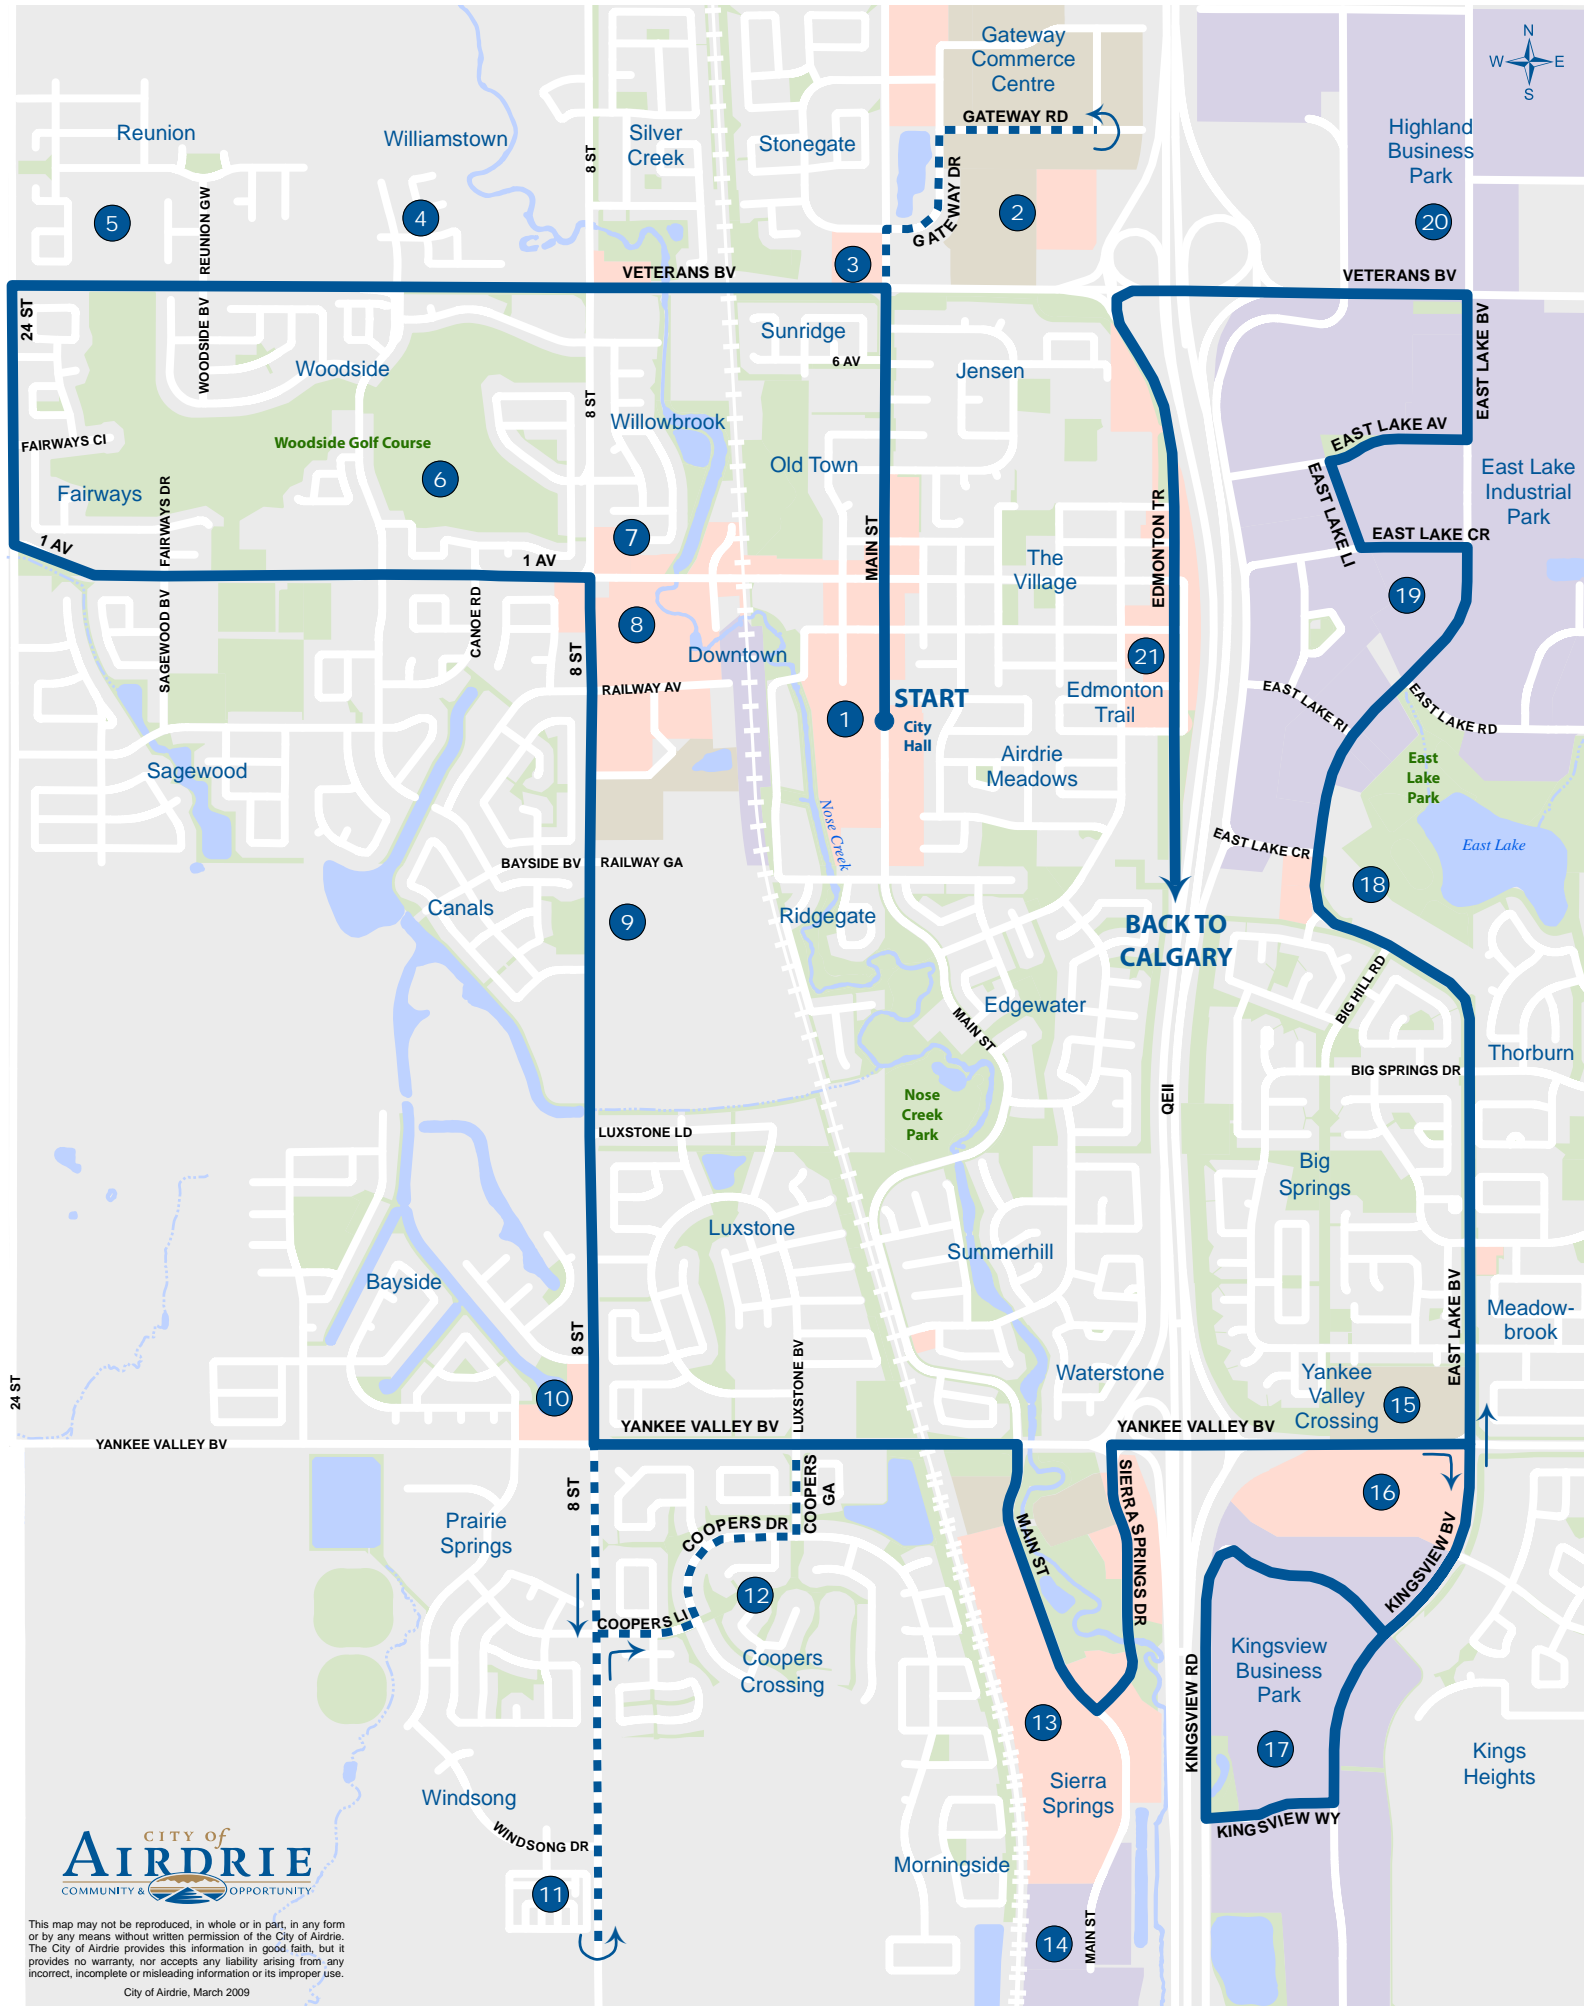 Gateway
Commerce
Centre
N
W
E
S
GATEWAY RD
GATEWAY DR
Highland
Business
Park
Reunion
Williamstown
Silver
Creek
Stonegate
8 ST
5
4
2
20
REUNION GW
3
VETERANS BV
VETERANS BV
24 ST
WOODSIDE BV
Woodside
8 ST
Sunridge
6 AV
Jensen
EAST LAKE BV
Willowbrook
FAIRWAYS CI
Woodside Golf Course
6
EAST LAKE AV
Old Town
Fairways
FAIRWAYS DR
EAST LAKE LI
East Lake
Industrial
Park
7
MAIN ST
EDMONTON TR
EAST LAKE CR
1 AV
1 AV
The
Village
19
SAGEWOOD BV
CANOE RD
8
8 ST
Downtown
21
RAILWAY AV
Edmonton
Trail
EAST LAKE RI
EAST LAKE RD
1
START
City
Hall
Airdrie
Meadows
Sagewood
East
Lake
Park
Nose Creek
East Lake
EAST LAKE CR
BAYSIDE BV
RAILWAY GA
18
Canals
9
Ridgegate
BACK TO
CALGARY
BIG HILL RD
Edgewater
MAIN ST
Thorburn
BIG SPRINGS DR
QEII
Nose
Creek
Park
LUXSTONE LD
Big
Springs
Luxstone
Summerhill
Bayside
EAST LAKE BV
Meadow-
brook
8 ST
LUXSTONE BV
Waterstone
Yankee
Valley
Crossing
15
24 ST
10
YANKEE VALLEY BV
YANKEE VALLEY BV
YANKEE VALLEY BV
8 ST
COOPERS
GA
SIERRA SPRINGS DR
16
Prairie
Springs
COOPERS DR
MAIN ST
KINGSVIEW BV
12
COOPERS LI
Coopers
Crossing
Kingsview
Business
Park
KINGSVIEW RD
13
17
Kings
Heights
Windsong
Sierra
Springs
KINGSVIEW WY
WINDSONG DR
Morningside
11
14
MAIN ST
CITY of
AIRDRIE
COMMUNITY & OPPORTUNITY
This map may not be reproduced, in whole or in part, in any form
or by any means without written permission of the City of Airdrie.
The City of Airdrie provides this information in good faith, but it
provides no warranty, nor accepts any liability arising from any
incorrect, incomplete or misleading information or its improper use.
City of Airdrie, March 2009